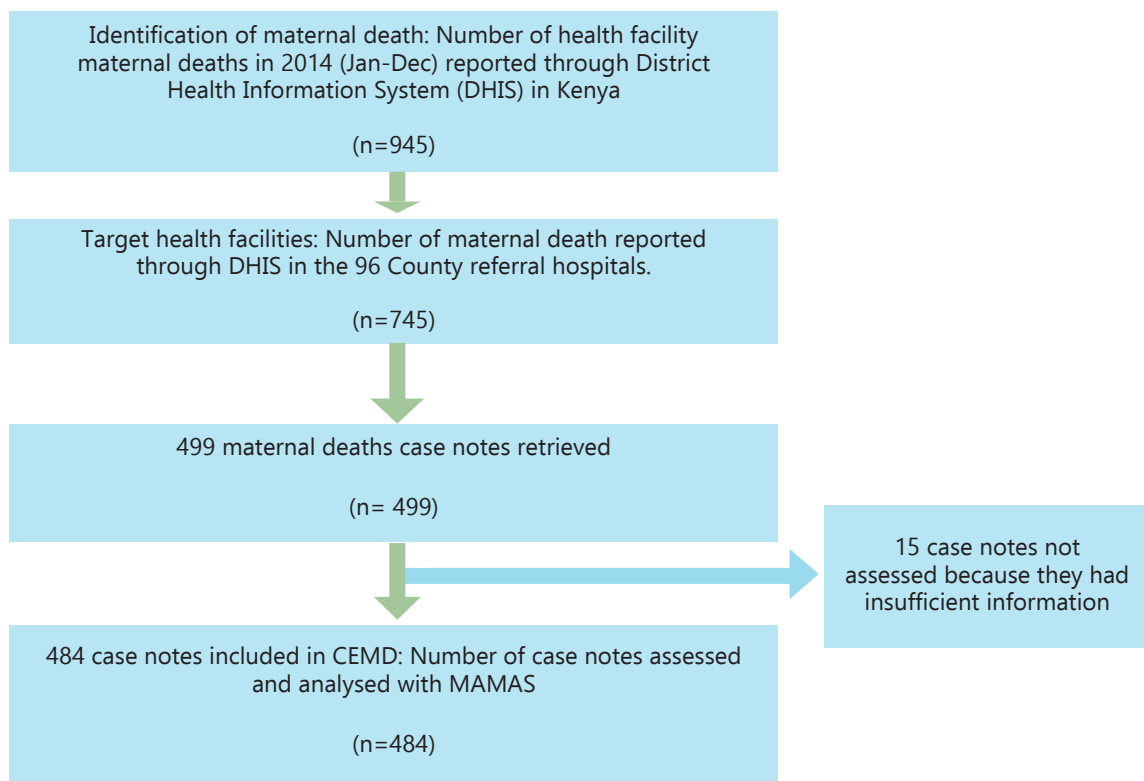 Identification of maternal death: Number of health facility
maternal deaths in 2014 (Jan-Dec) reported through District
Health Information System (DHIS) in Kenya
(n=945)
Target health facilities: Number of maternal death reported
through DHIS in the 96 County referral hospitals.
(n=745)
499 maternal deaths case notes retrieved
(n= 499)
15 case notes not
assessed because they had
insufficient information
484 case notes included in CEMD: Number of case notes assessed
and analysed with MAMAS
(n=484)